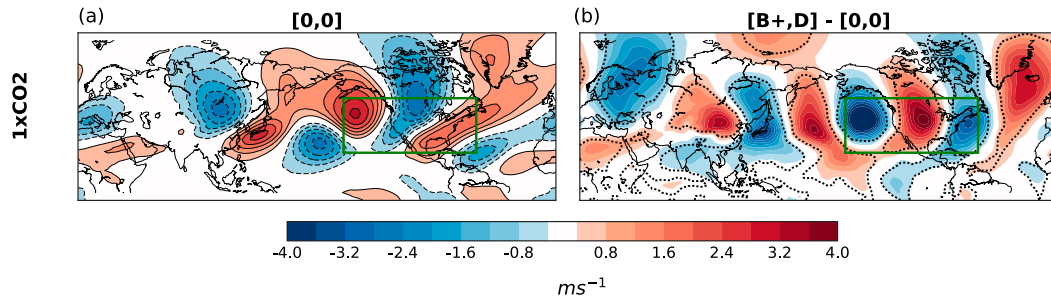 (a) [0,0]
(b) [B+,D] - [0,0]
1xCO2
-4.0 -3.2 -2.4 -1.6 -0.8 0.8 1.6 2.4 3.2 4.0
ms⁻¹